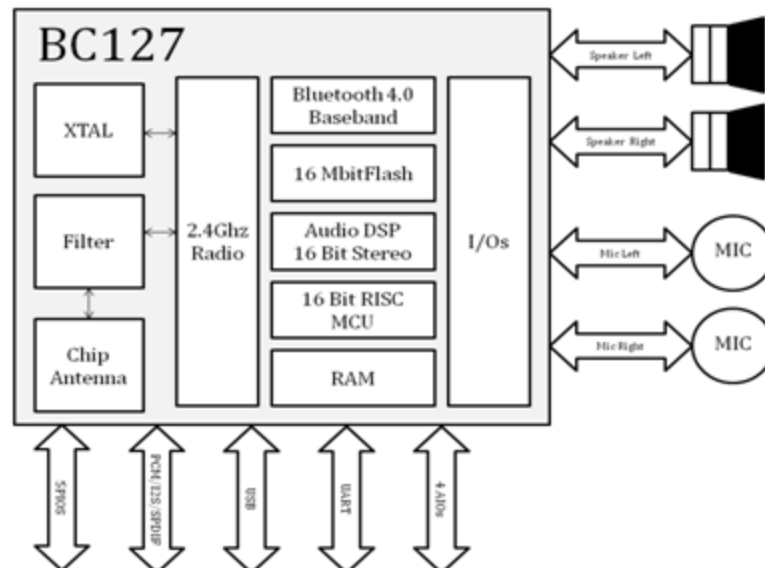 BC127
XTAL
Filter
Chip
Antenna
2.4Ghz
Radio
Bluetooth 4.0
Baseband
16 MbitFlash
Audio DSP
16 Bit Stereo
16 Bit RISC
MCU
RAM
I/Os
Speaker Left
Speaker Right
Mic Left
MIC
Mic Right
MIC
PCM/I2S/SPDIF
USB
UART
4 AIOs